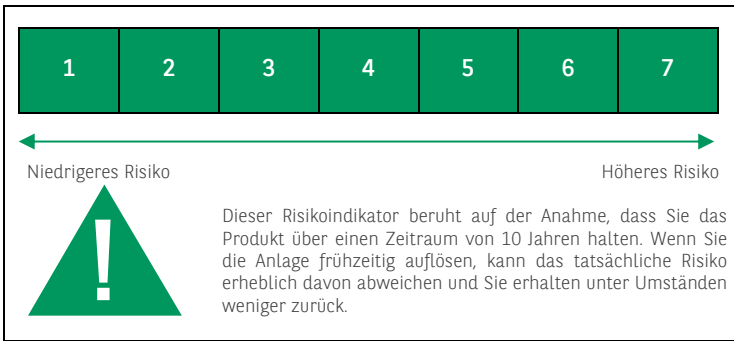 1 2 3 4 5 6 7
Niedrigeres Risiko Höheres Risiko
!
Dieser Risikoindikator beruht auf der Anahme, dass Sie das
Produkt über einen Zeitraum von 10 Jahren halten. Wenn Sie
die Anlage frühzeitig auflösen, kann das tatsächliche Risiko
erheblich davon abweichen und Sie erhalten unter Umständen
weniger zurück.